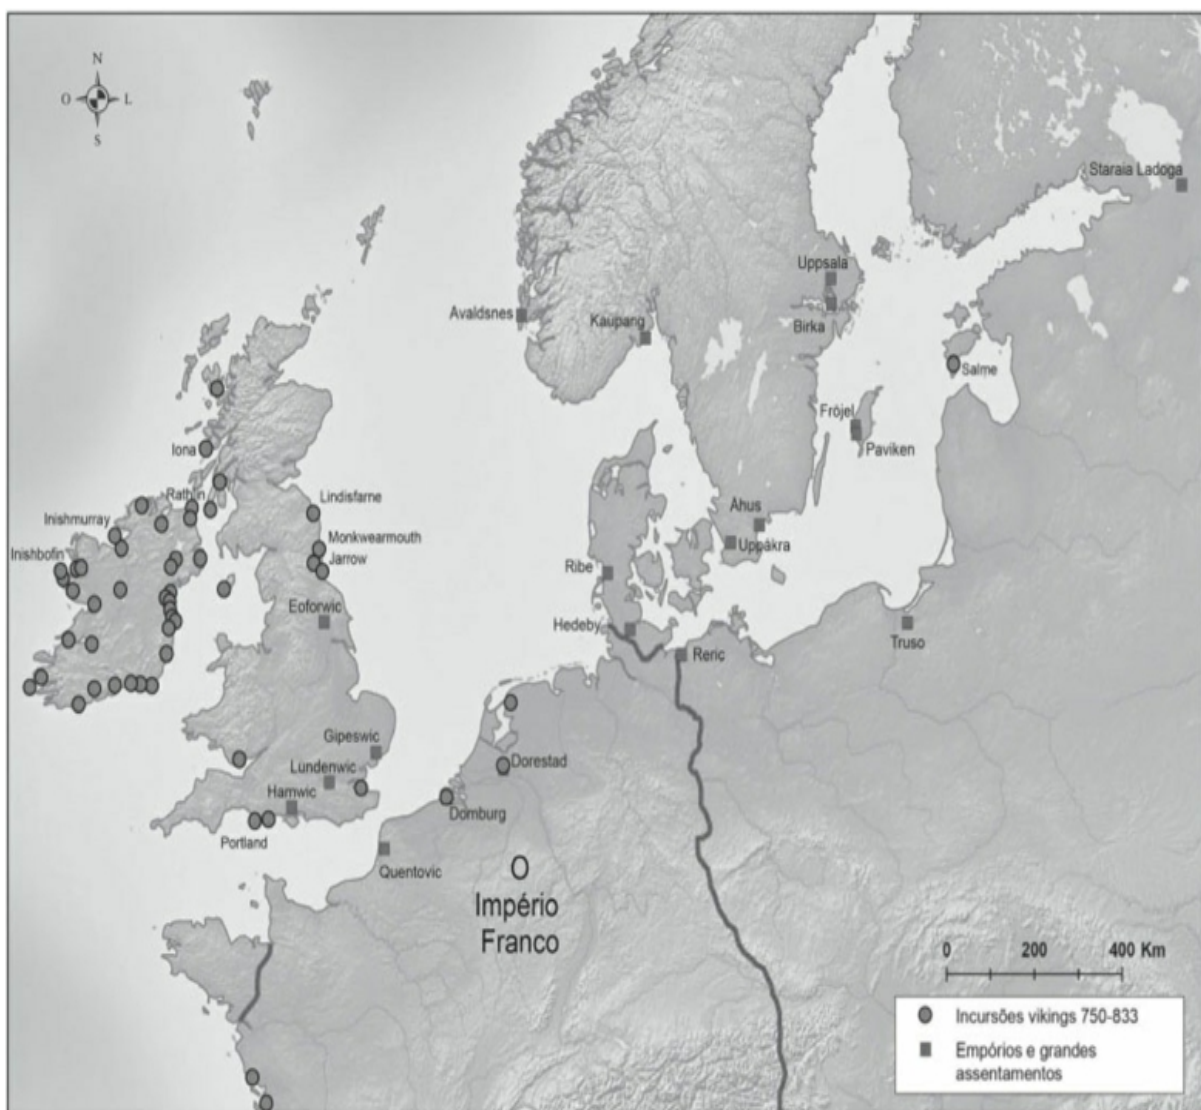 N
O L
S
Staraia Ladoga
Uppsala
Avaldsnes
Kaupang
Birka
Salme
Fröjel
Paviken
Iona
Rathlin
Lindisfarne
Inishmurray
Åhus
Monkwearmouth
Uppåkra
Inishbofin
Jarrow
Ribe
Eoforwic
Hedeby
Truso
Reric
Gipeswic
Lundenwic
Dorestad
Hamwic
Domburg
Portland
Quentovic
Império
Franco
0 200 400 Km
Incursões vikings 750-833
Empórios e grandes
assentamentos